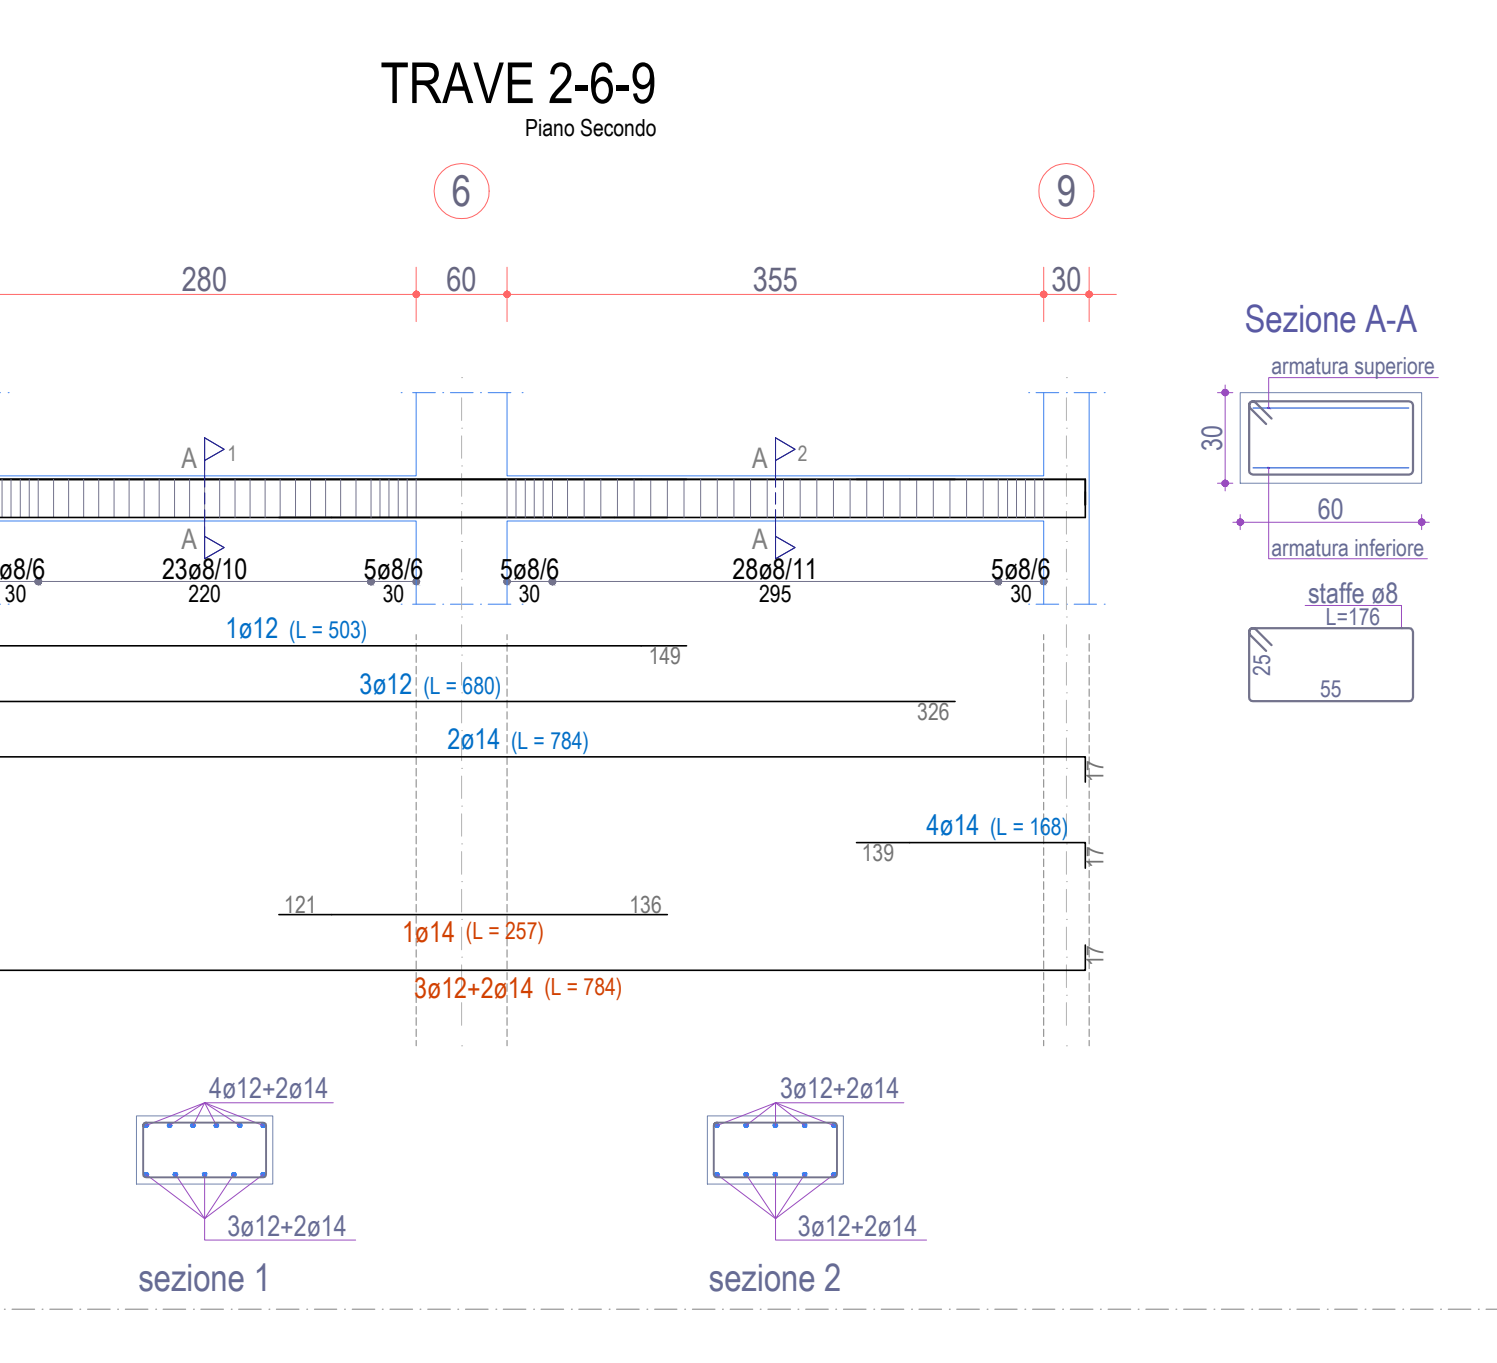 TRAVE 2-6-9
Piano Secondo
6
9
280
60
355
30
Sezione A-A
armatura superiore
30
60
armatura inferiore
A
1
A
2
A
A
ø8/6
23ø8/10
5ø8/6
5ø8/6
28ø8/11
5ø8/6
30
220
30
30
295
30
staffe ø8
L=176
25
55
1ø12 (L = 503)
149
3ø12 (L = 680)
326
2ø14 (L = 784)
17
4ø14 (L = 168)
139
17
121
136
1ø14 (L = 257)
17
3ø12+2ø14 (L = 784)
4ø12+2ø14
3ø12+2ø14
3ø12+2ø14
3ø12+2ø14
sezione 1
sezione 2